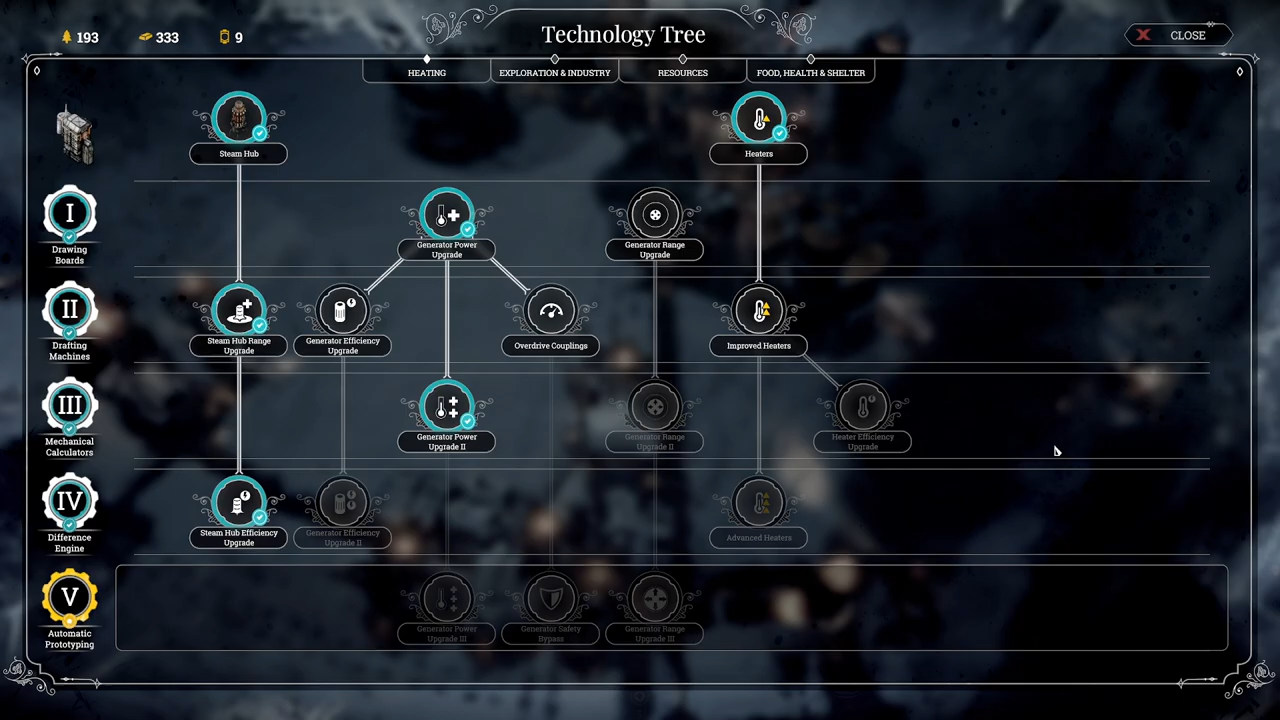 193 333 9
Technology Tree
CLOSE
HEATING
EXPLORATION & INDUSTRY
RESOURCES
FOOD, HEALTH & SHELTER
Steam Hub
Heaters
I
Drawing
Boards
Generator Power
Upgrade
Generator Range
Upgrade
II
Drafting
Machines
Steam Hub Range
Upgrade
Generator Efficiency
Upgrade
Overdrive Couplings
Improved Heaters
III
Mechanical
Calculators
Generator Power
Upgrade II
Generator Range
Upgrade II
Heater Efficiency
Upgrade
IV
Difference
Engine
Steam Hub Efficiency
Upgrade
Generator Efficiency
Upgrade II
Advanced Heaters
V
Automatic
Prototyping
Generator Power
Upgrade III
Generator Safety
Bypass
Generator Range
Upgrade III